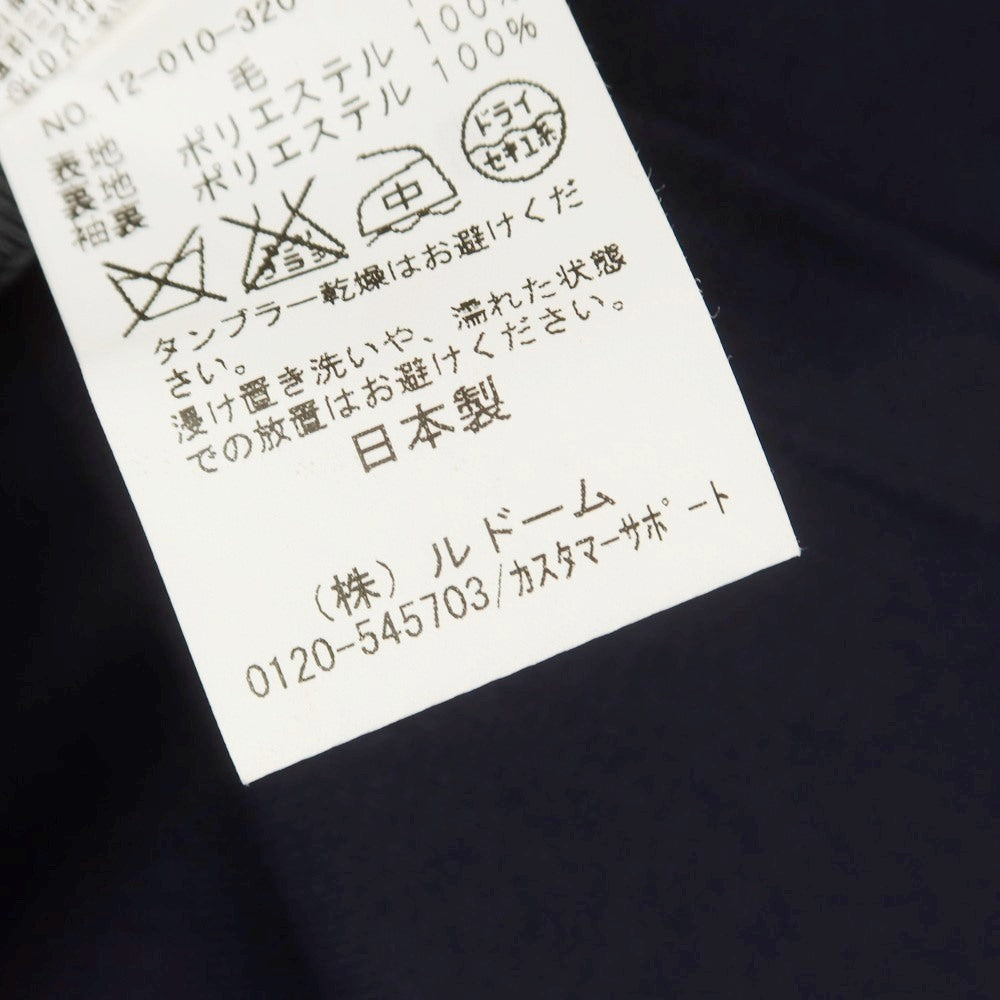 NO. 12-010-320
表地 毛
裏地 ポリエステル 100%
袖裏 ポリエステル 100%
中
ドライ
セキユ系
タンブラー乾燥はお避けくだ
さい。
浸け置き洗いや、濡れた状態
での放置はお避けください。
日本製
(株) ルドーム
0120-545703/カスタマーサポート